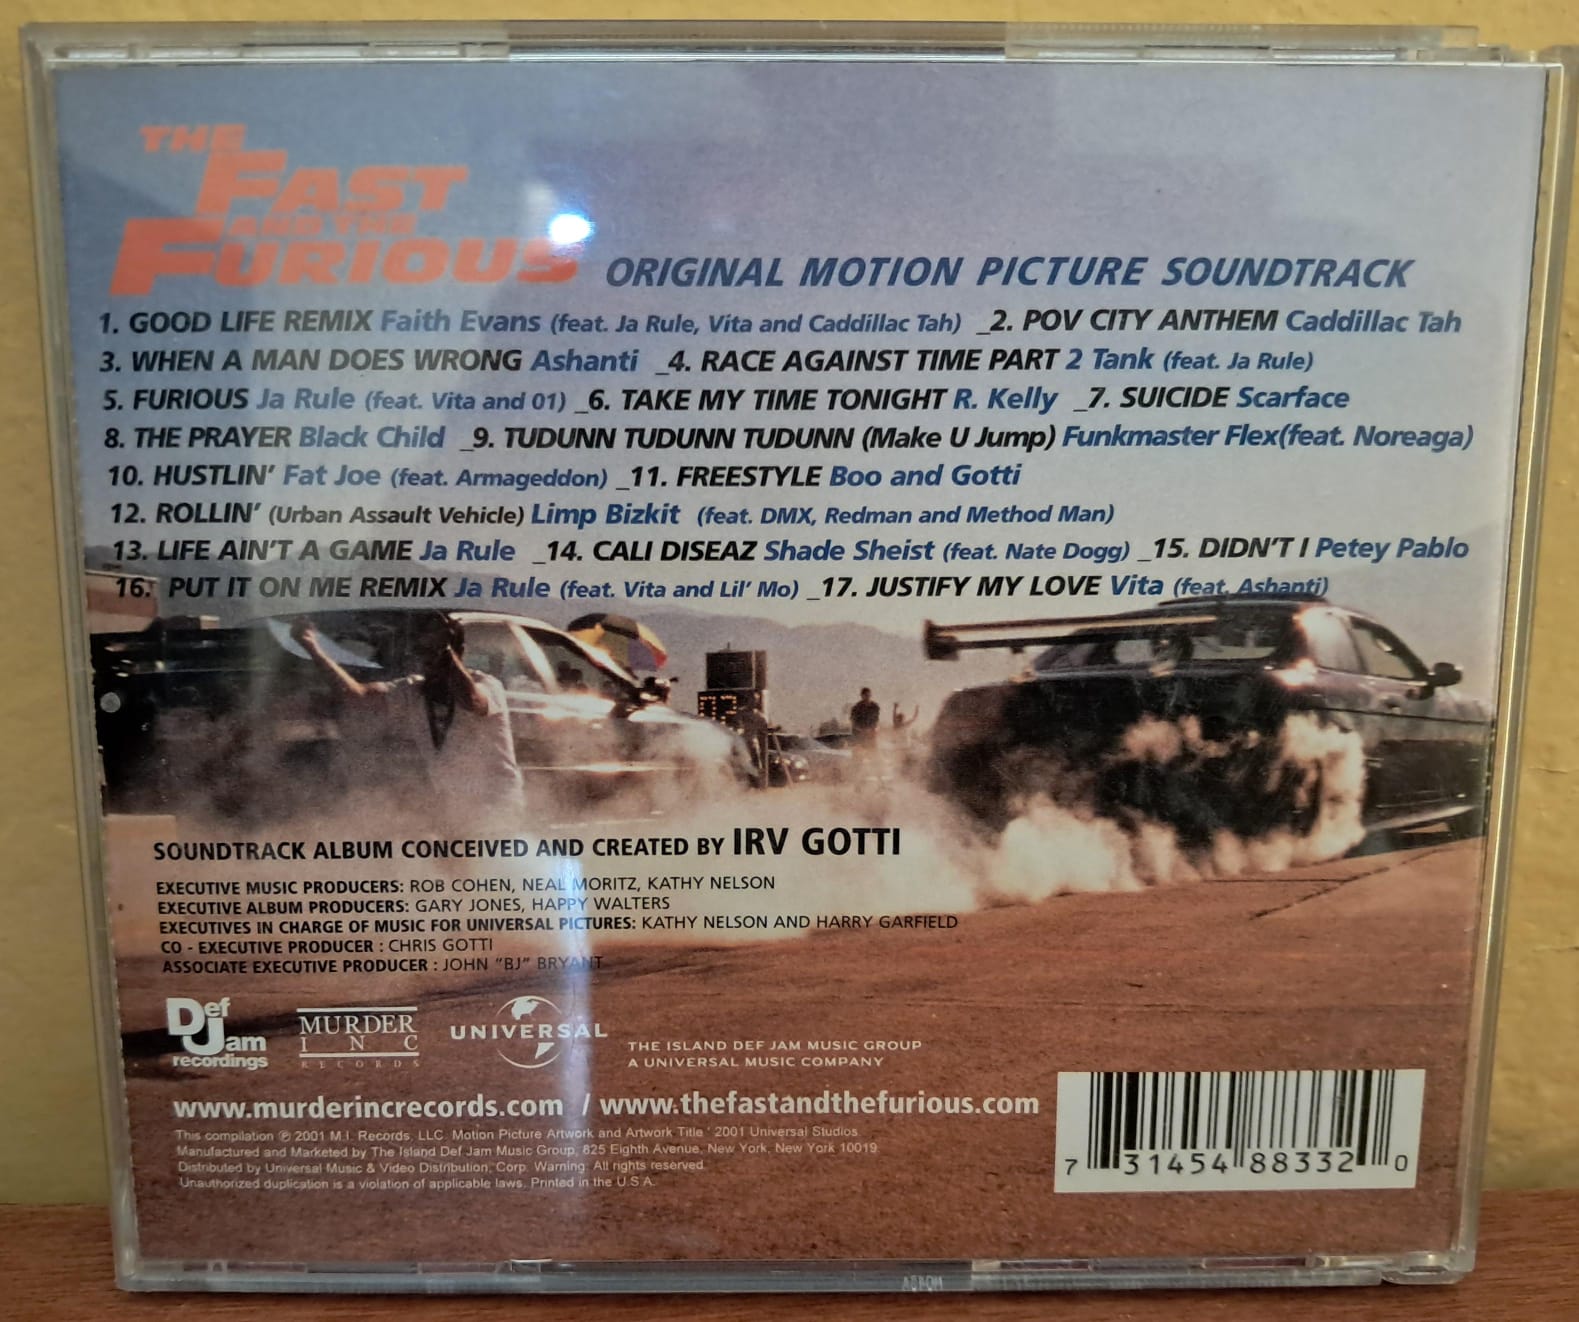 THE
FAST
AND THE
FURIOUS
ORIGINAL MOTION PICTURE SOUNDTRACK
1. GOOD LIFE REMIX Faith Evans (feat. Ja Rule, Vita and Caddillac Tah) _2. POV CITY ANTHEM Caddillac Tah
3. WHEN A MAN DOES WRONG Ashanti _4. RACE AGAINST TIME PART 2 Tank (feat. Ja Rule)
5. FURIOUS Ja Rule (feat. Vita and 01) _6. TAKE MY TIME TONIGHT R. Kelly _7. SUICIDE Scarface
8. THE PRAYER Black Child _9. TUDUNN TUDUNN TUDUNN (Make U Jump) Funkmaster Flex(feat. Noreaga)
10. HUSTLIN' Fat Joe (feat. Armageddon) _11. FREESTYLE Boo and Gotti
12. ROLLIN' (Urban Assault Vehicle) Limp Bizkit (feat. DMX, Redman and Method Man)
13. LIFE AIN'T A GAME Ja Rule _14. CALI DISEAZ Shade Sheist (feat. Nate Dogg) _15. DIDN'T I Petey Pablo
16. PUT IT ON ME REMIX Ja Rule (feat. Vita and Lil' Mo) _17. JUSTIFY MY LOVE Vita (feat. Ashanti)
SOUNDTRACK ALBUM CONCEIVED AND CREATED BY IRV GOTTI
EXECUTIVE MUSIC PRODUCERS: ROB COHEN, NEAL MORITZ, KATHY NELSON
EXECUTIVE ALBUM PRODUCERS: GARY JONES, HAPPY WALTERS
EXECUTIVES IN CHARGE OF MUSIC FOR UNIVERSAL PICTURES: KATHY NELSON AND HARRY GARFIELD
CO - EXECUTIVE PRODUCER : CHRIS GOTTI
ASSOCIATE EXECUTIVE PRODUCER : JOHN "BJ" BRYANT
Def
Jam
recordings
MURDER
INC
RECORDS
UNIVERSAL
THE ISLAND DEF JAM MUSIC GROUP
A UNIVERSAL MUSIC COMPANY
www.murderincrecords.com / www.thefastandthefurious.com
This compilation ℗ 2001 M.I. Records, LLC. Motion Picture Artwork and Artwork Title ' 2001 Universal Studios.
Manufactured and Marketed by The Island Def Jam Music Group, 825 Eighth Avenue, New York, New York 10019.
Distributed by Universal Music & Video Distribution, Corp. Warning: All rights reserved.
Unauthorized duplication is a violation of applicable laws. Printed in the U.S.A.
7 31454 88332 0